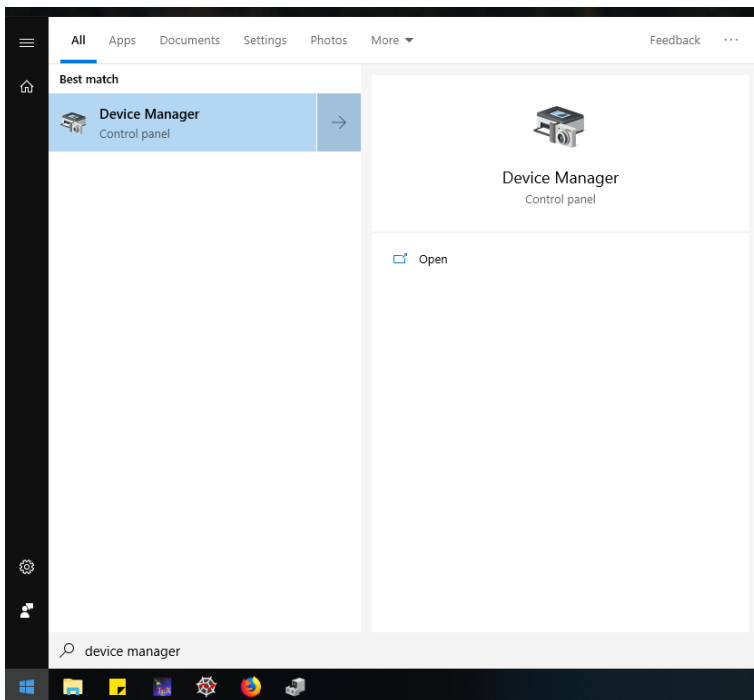 All Apps Documents Settings Photos More Feedback ...
Best match
Device Manager
Control panel
Device Manager
Control panel
Open
device manager